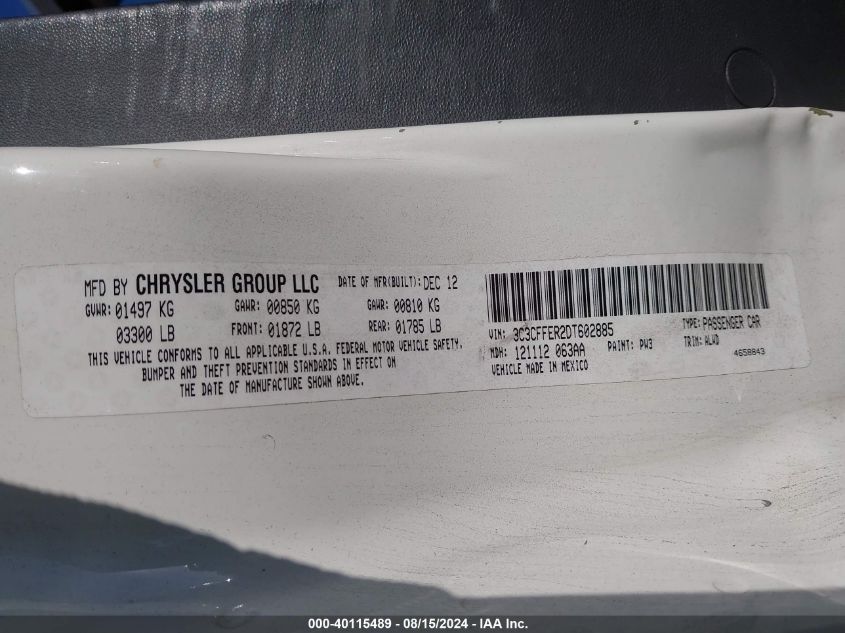 MFD BY CHRYSLER GROUP LLC DATE OF MFR(BUILT): DEC 12
GVWR: 01497 KG GAWR: 00850 KG GAWR: 00810 KG
03300 LB FRONT: 01872 LB REAR: 01785 LB
THIS VEHICLE CONFORMS TO ALL APPLICABLE U.S.A. FEDERAL MOTOR VEHICLE SAFETY,
BUMPER AND THEFT PREVENTION STANDARDS IN EFFECT ON
THE DATE OF MANUFACTURE SHOWN ABOVE.
VIN: 3C3CFFER2DT602885 TYPE: PASSENGER CAR
MDH: 121112 063AA PAINT: PW3 TRIM: ALWD
VEHICLE MADE IN MEXICO 4658843
000-40115489 - 08/15/2024 - IAA Inc.